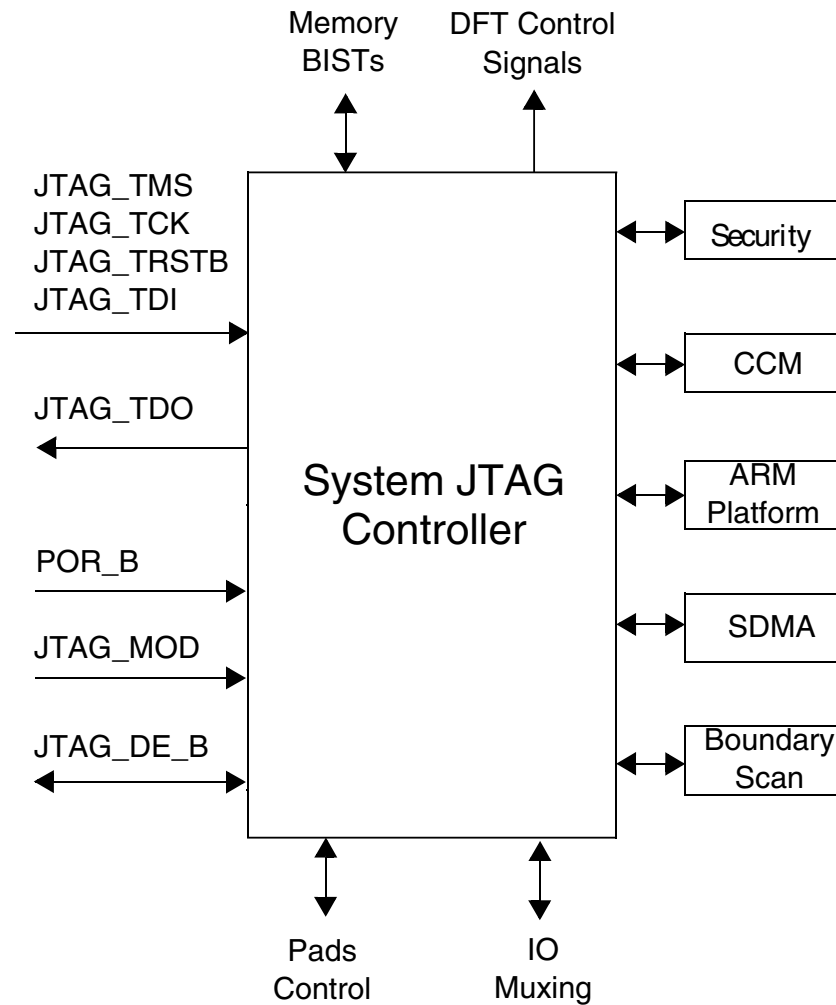 Memory
BISTs
DFT Control
Signals
JTAG_TMS
JTAG_TCK
JTAG_TRSTB
JTAG_TDI
JTAG_TDO
POR_B
JTAG_MOD
JTAG_DE_B
System JTAG
Controller
Security
CCM
ARM
Platform
SDMA
Boundary
Scan
Pads
Control
IO
Muxing